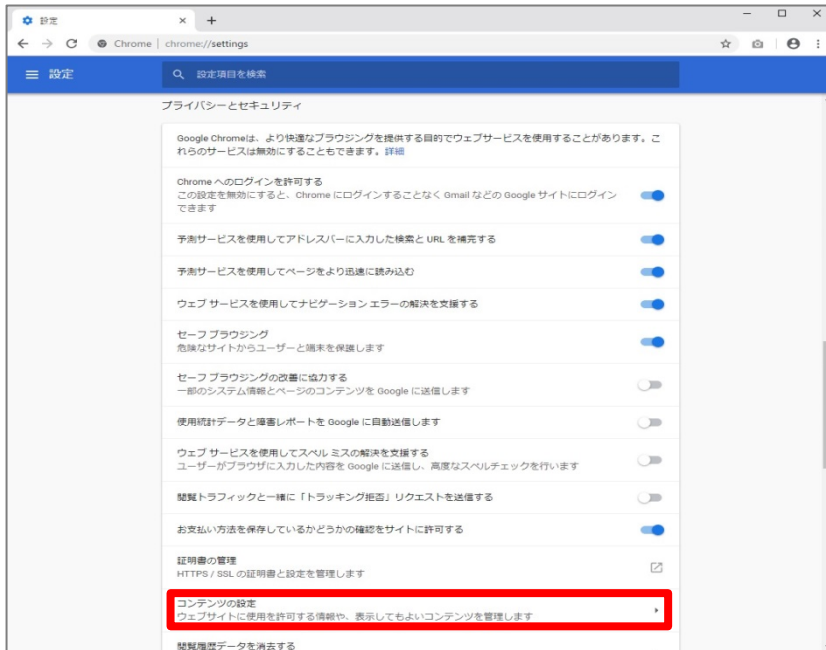 設定
Chrome | chrome://settings
設定
設定項目を検索
プライバシーとセキュリティ
Google Chromeは、より快適なブラウジングを提供する目的でウェブサービスを使用することがあります。こ
れらのサービスは無効にすることもできます。詳細
Chrome へのログインを許可する
この設定を無効にすると、Chrome にログインすることなく Gmail などの Google サイトにログイン
できます
予測サービスを使用してアドレスバーに入力した検索と URL を補完する
予測サービスを使用してページをより迅速に読み込む
ウェブ サービスを使用してナビゲーション エラーの解決を支援する
セーフ ブラウジング
危険なサイトからユーザーと端末を保護します
セーフ ブラウジングの改善に協力する
一部のシステム情報とページのコンテンツを Google に送信します
使用統計データと障害レポートを Google に自動送信します
ウェブ サービスを使用してスペル ミスの解決を支援する
ユーザーがブラウザに入力した内容を Google に送信し、高度なスペルチェックを行います
閲覧トラフィックと一緒に「トラッキング拒否」リクエストを送信する
お支払い方法を保存しているかどうかの確認をサイトに許可する
証明書の管理
HTTPS / SSL の証明書と設定を管理します
コンテンツの設定
ウェブサイトに使用を許可する情報や、表示してもよいコンテンツを管理します
閲覧履歴データを消去する